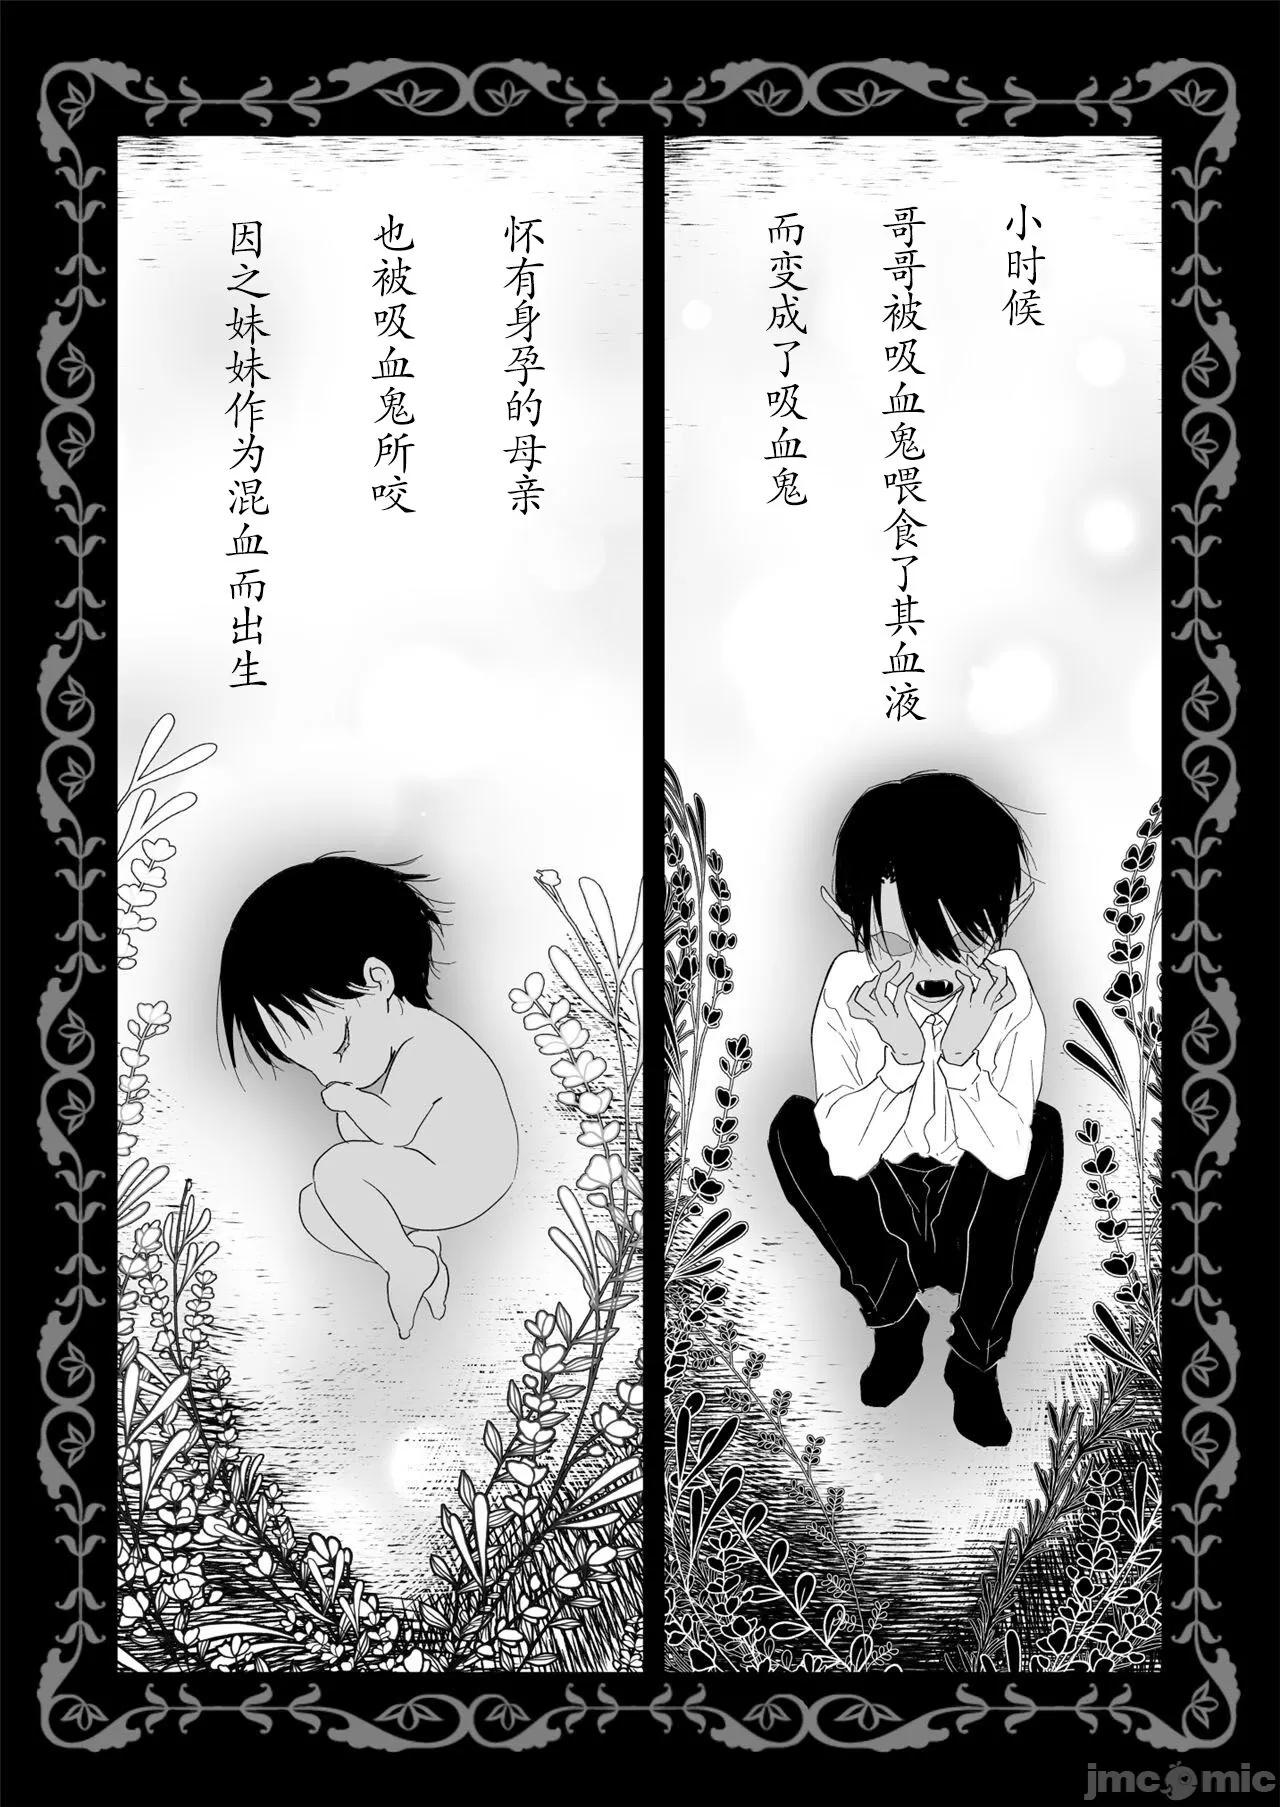 小时候
哥哥被吸血鬼喂食了其血液
而变成了吸血鬼
怀有身孕的母亲
也被吸血鬼所咬
因之妹妹作为混血而出生
jmcomic